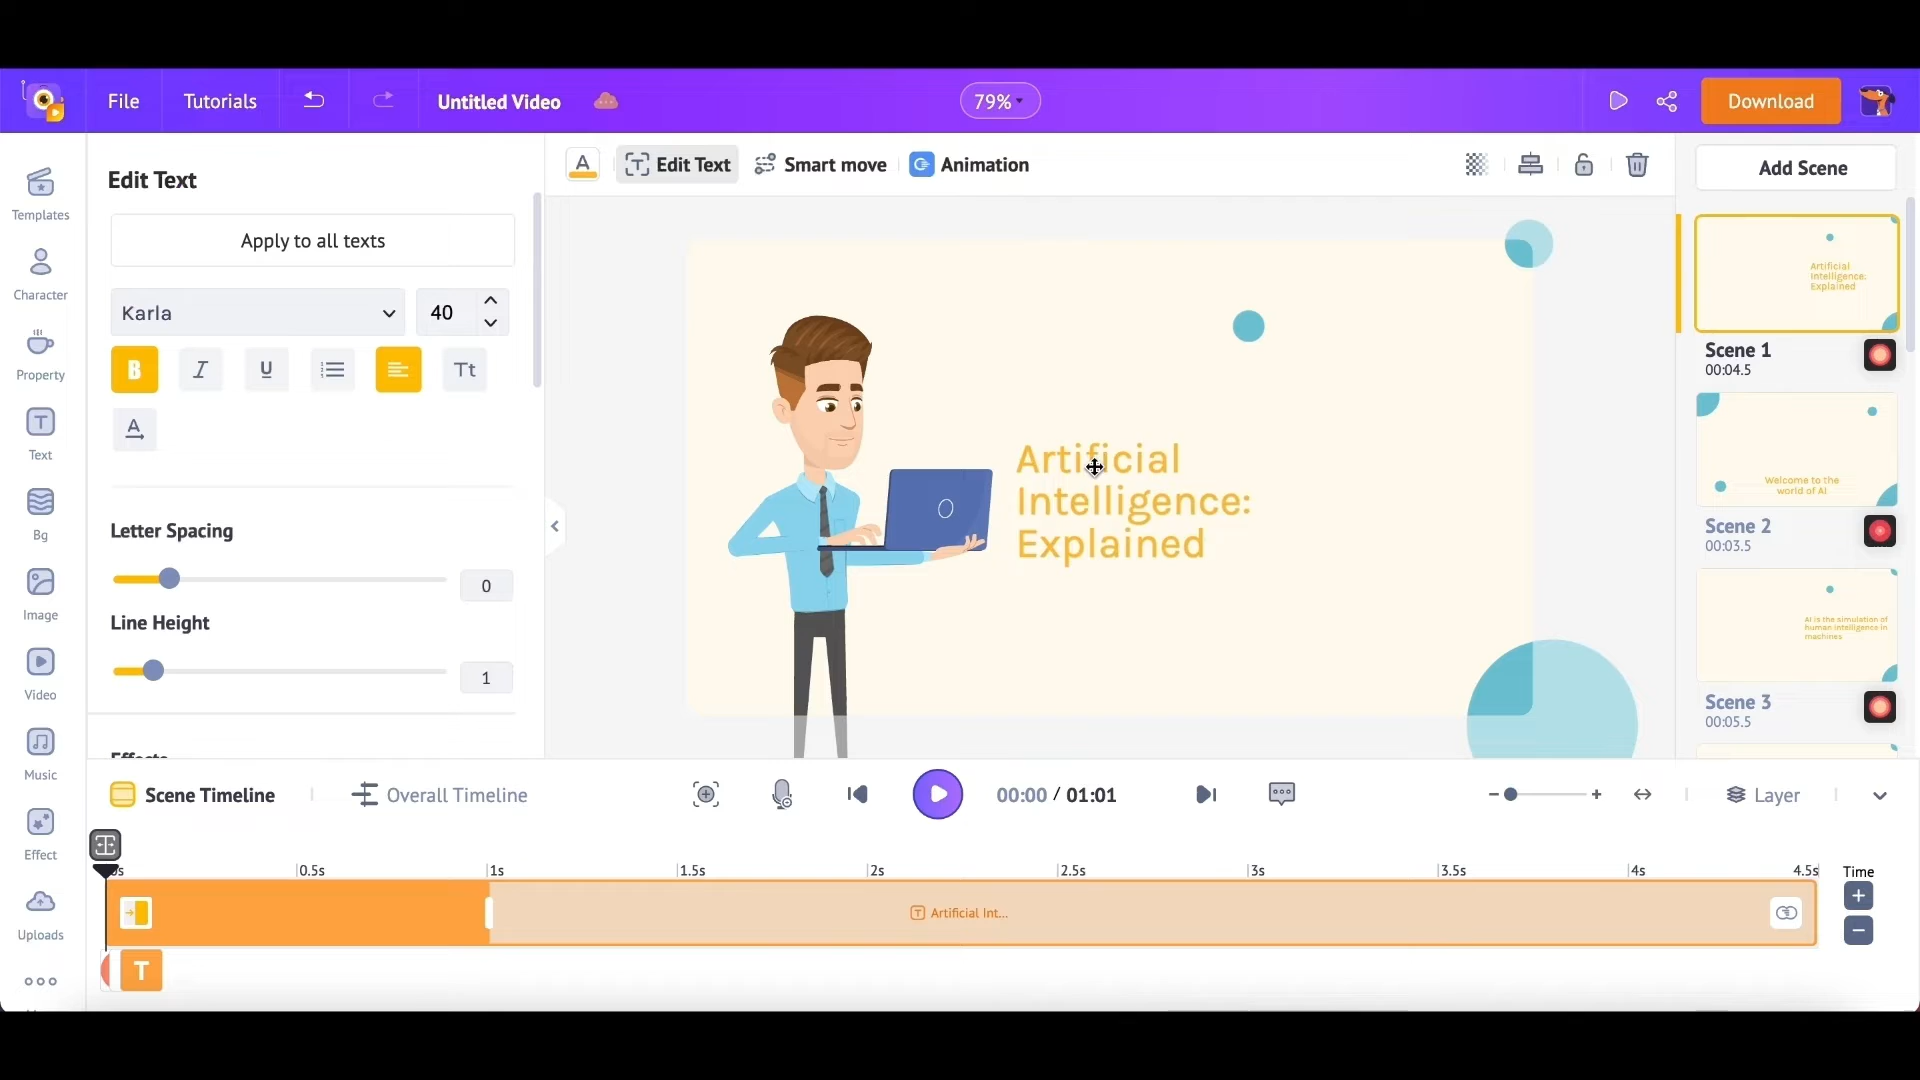 File
Tutorials
Untitled Video
79%
Download
Templates
Character
Property
Text
Bg
Image
Video
Music
Effect
Uploads
Edit Text
Apply to all texts
Karla
40
B
I
U
Tt
A
Letter Spacing
0
Line Height
1
A
Edit Text
Smart move
Animation
Artificial
Intelligence:
Explained
Add Scene
Artificial
Intelligence:
Explained
Scene 1
00:04.5
Welcome to the
world of AI
Scene 2
00:03.5
AI is the simulation of
human intelligence in
machines
Scene 3
00:05.5
Scene Timeline
Overall Timeline
00:00 / 01:01
Layer
0.5s
1s
1.5s
2s
2.5s
3s
3.5s
4s
4.5s
Time
Artificial Int...
T